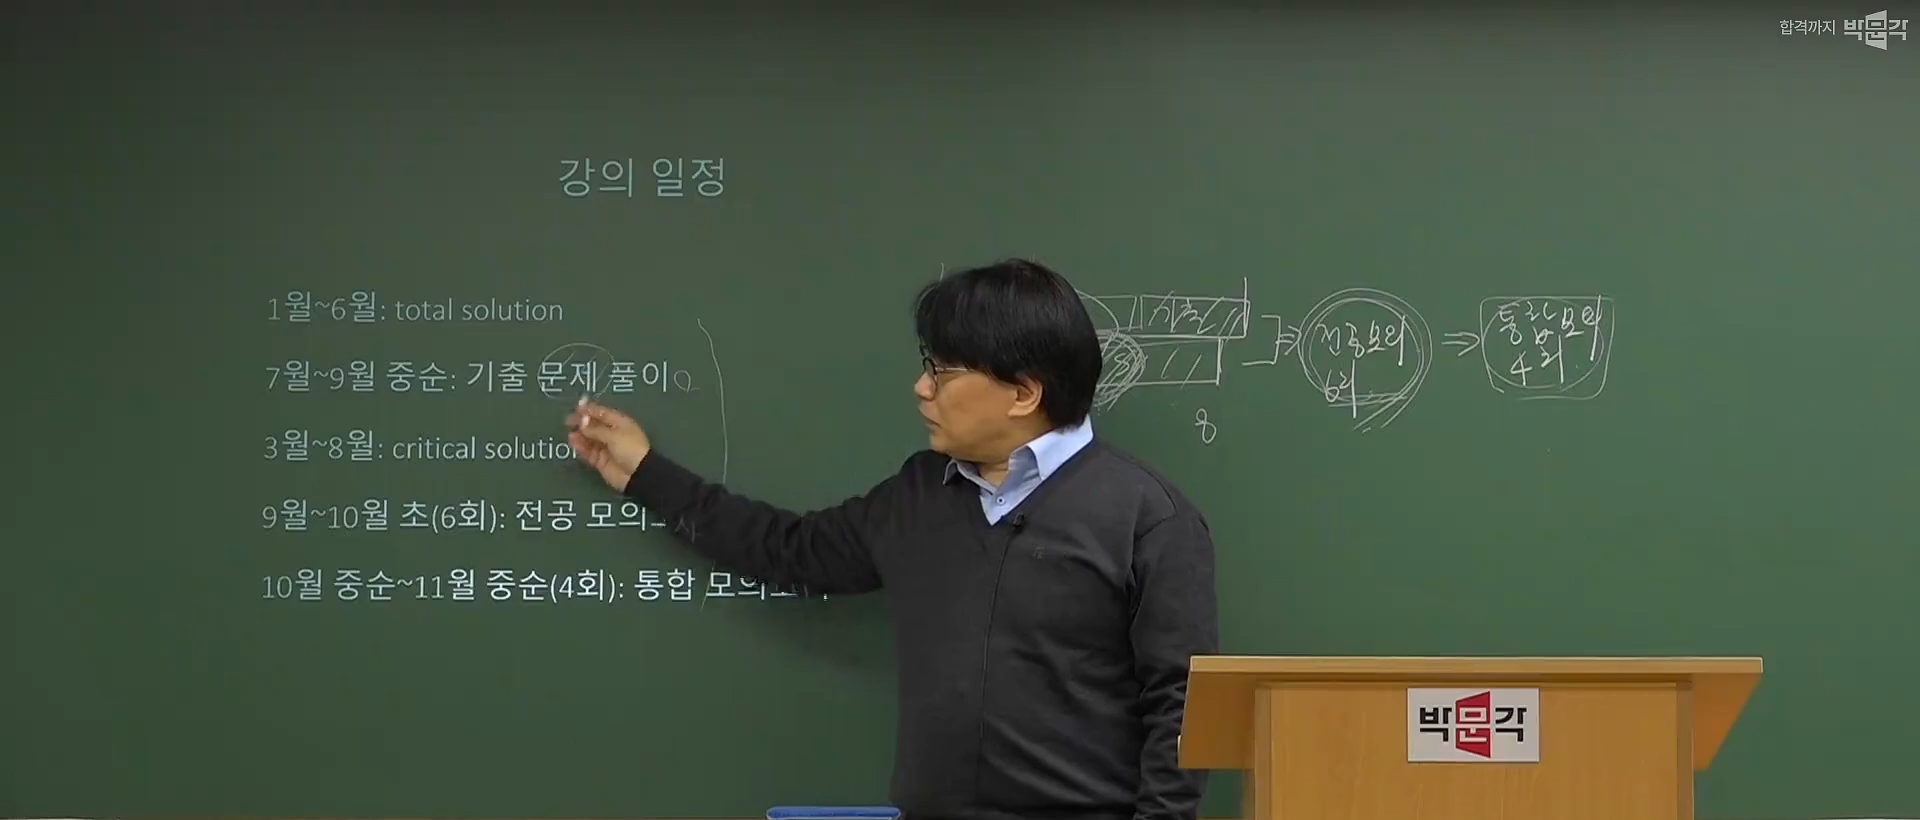 합격까지 박문각
강의 일정
1월~6월: total solution
7월~9월 중순: 기출 문제 풀이
3월~8월: critical solution
9월~10월 초(6회): 전공 모의
10월 중순~11월 중순(4회): 통합 모의
기출
8
전공모의
6회
통합모의
4회
8
박문각